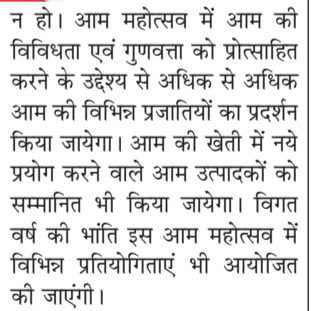 न हो। आम महोत्सव में आम की
विविधता एवं गुणवत्ता को प्रोत्साहित
करने के उद्देश्य से अधिक से अधिक
आम की विभिन्न प्रजातियों का प्रदर्शन
किया जायेगा। आम की खेती में नये
प्रयोग करने वाले आम उत्पादकों को
सम्मानित भी किया जायेगा। विगत
वर्ष की भांति इस आम महोत्सव में
विभिन्न प्रतियोगिताएं भी आयोजित
की जाएंगी।